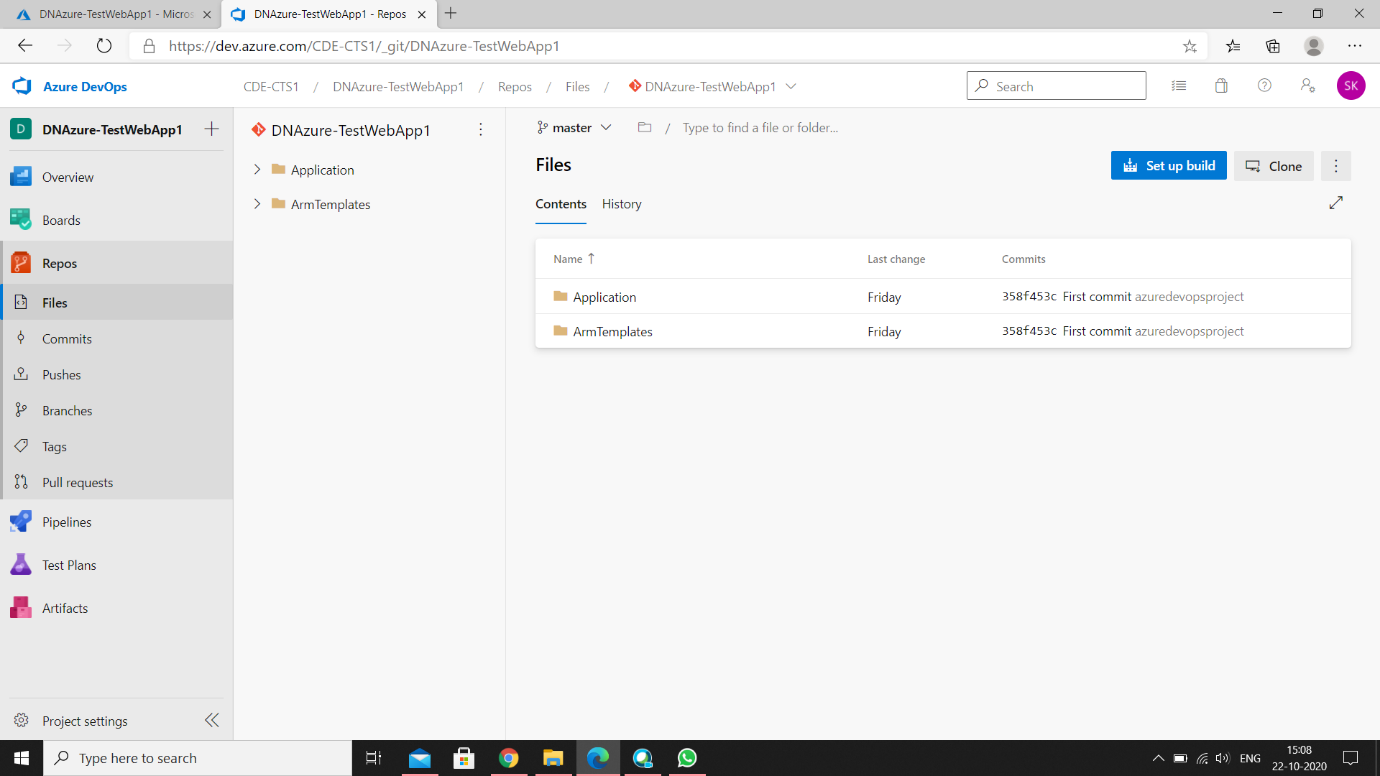 DNAzure-TestWebApp1 - Micros
DNAzure-TestWebApp1 - Repos
https://dev.azure.com/CDE-CTS1/_git/DNAzure-TestWebApp1
Azure DevOps
CDE-CTS1 / DNAzure-TestWebApp1 / Repos / Files / DNAzure-TestWebApp1
Search
SK
D DNAzure-TestWebApp1
Overview
Boards
Repos
Files
Commits
Pushes
Branches
Tags
Pull requests
Pipelines
Test Plans
Artifacts
Project settings
DNAzure-TestWebApp1
Application
ArmTemplates
master / Type to find a file or folder...
Files
Set up build
Clone
Contents
History
Name ↑ Last change Commits
Application Friday 358f453c First commit azuredevopsproject
ArmTemplates Friday 358f453c First commit azuredevopsproject
Type here to search
ENG
15:08
22-10-2020